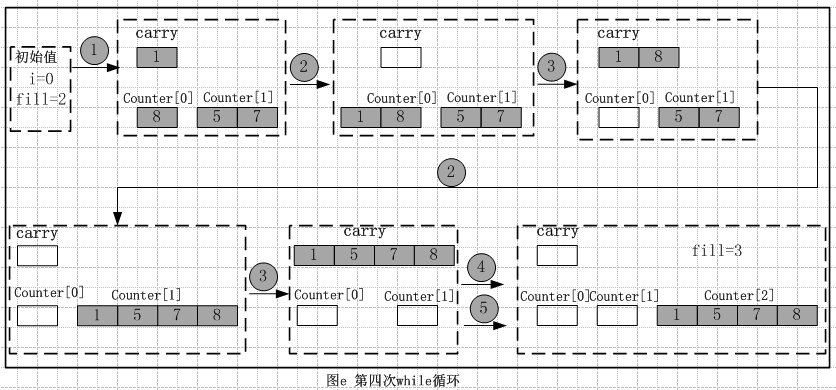 初始值
i=0
fill=2
1
carry
1
Counter[0] Counter[1]
8 5 7
2
carry
Counter[0] Counter[1]
1 8 5 7
3
carry
1 8
Counter[0] Counter[1]
5 7
2
carry
Counter[0] Counter[1]
1 5 7 8
3
carry
1 5 7 8
Counter[0] Counter[1]
4
5
carry
fill=3
Counter[0] Counter[1] Counter[2]
1 5 7 8
图e 第四次while循环